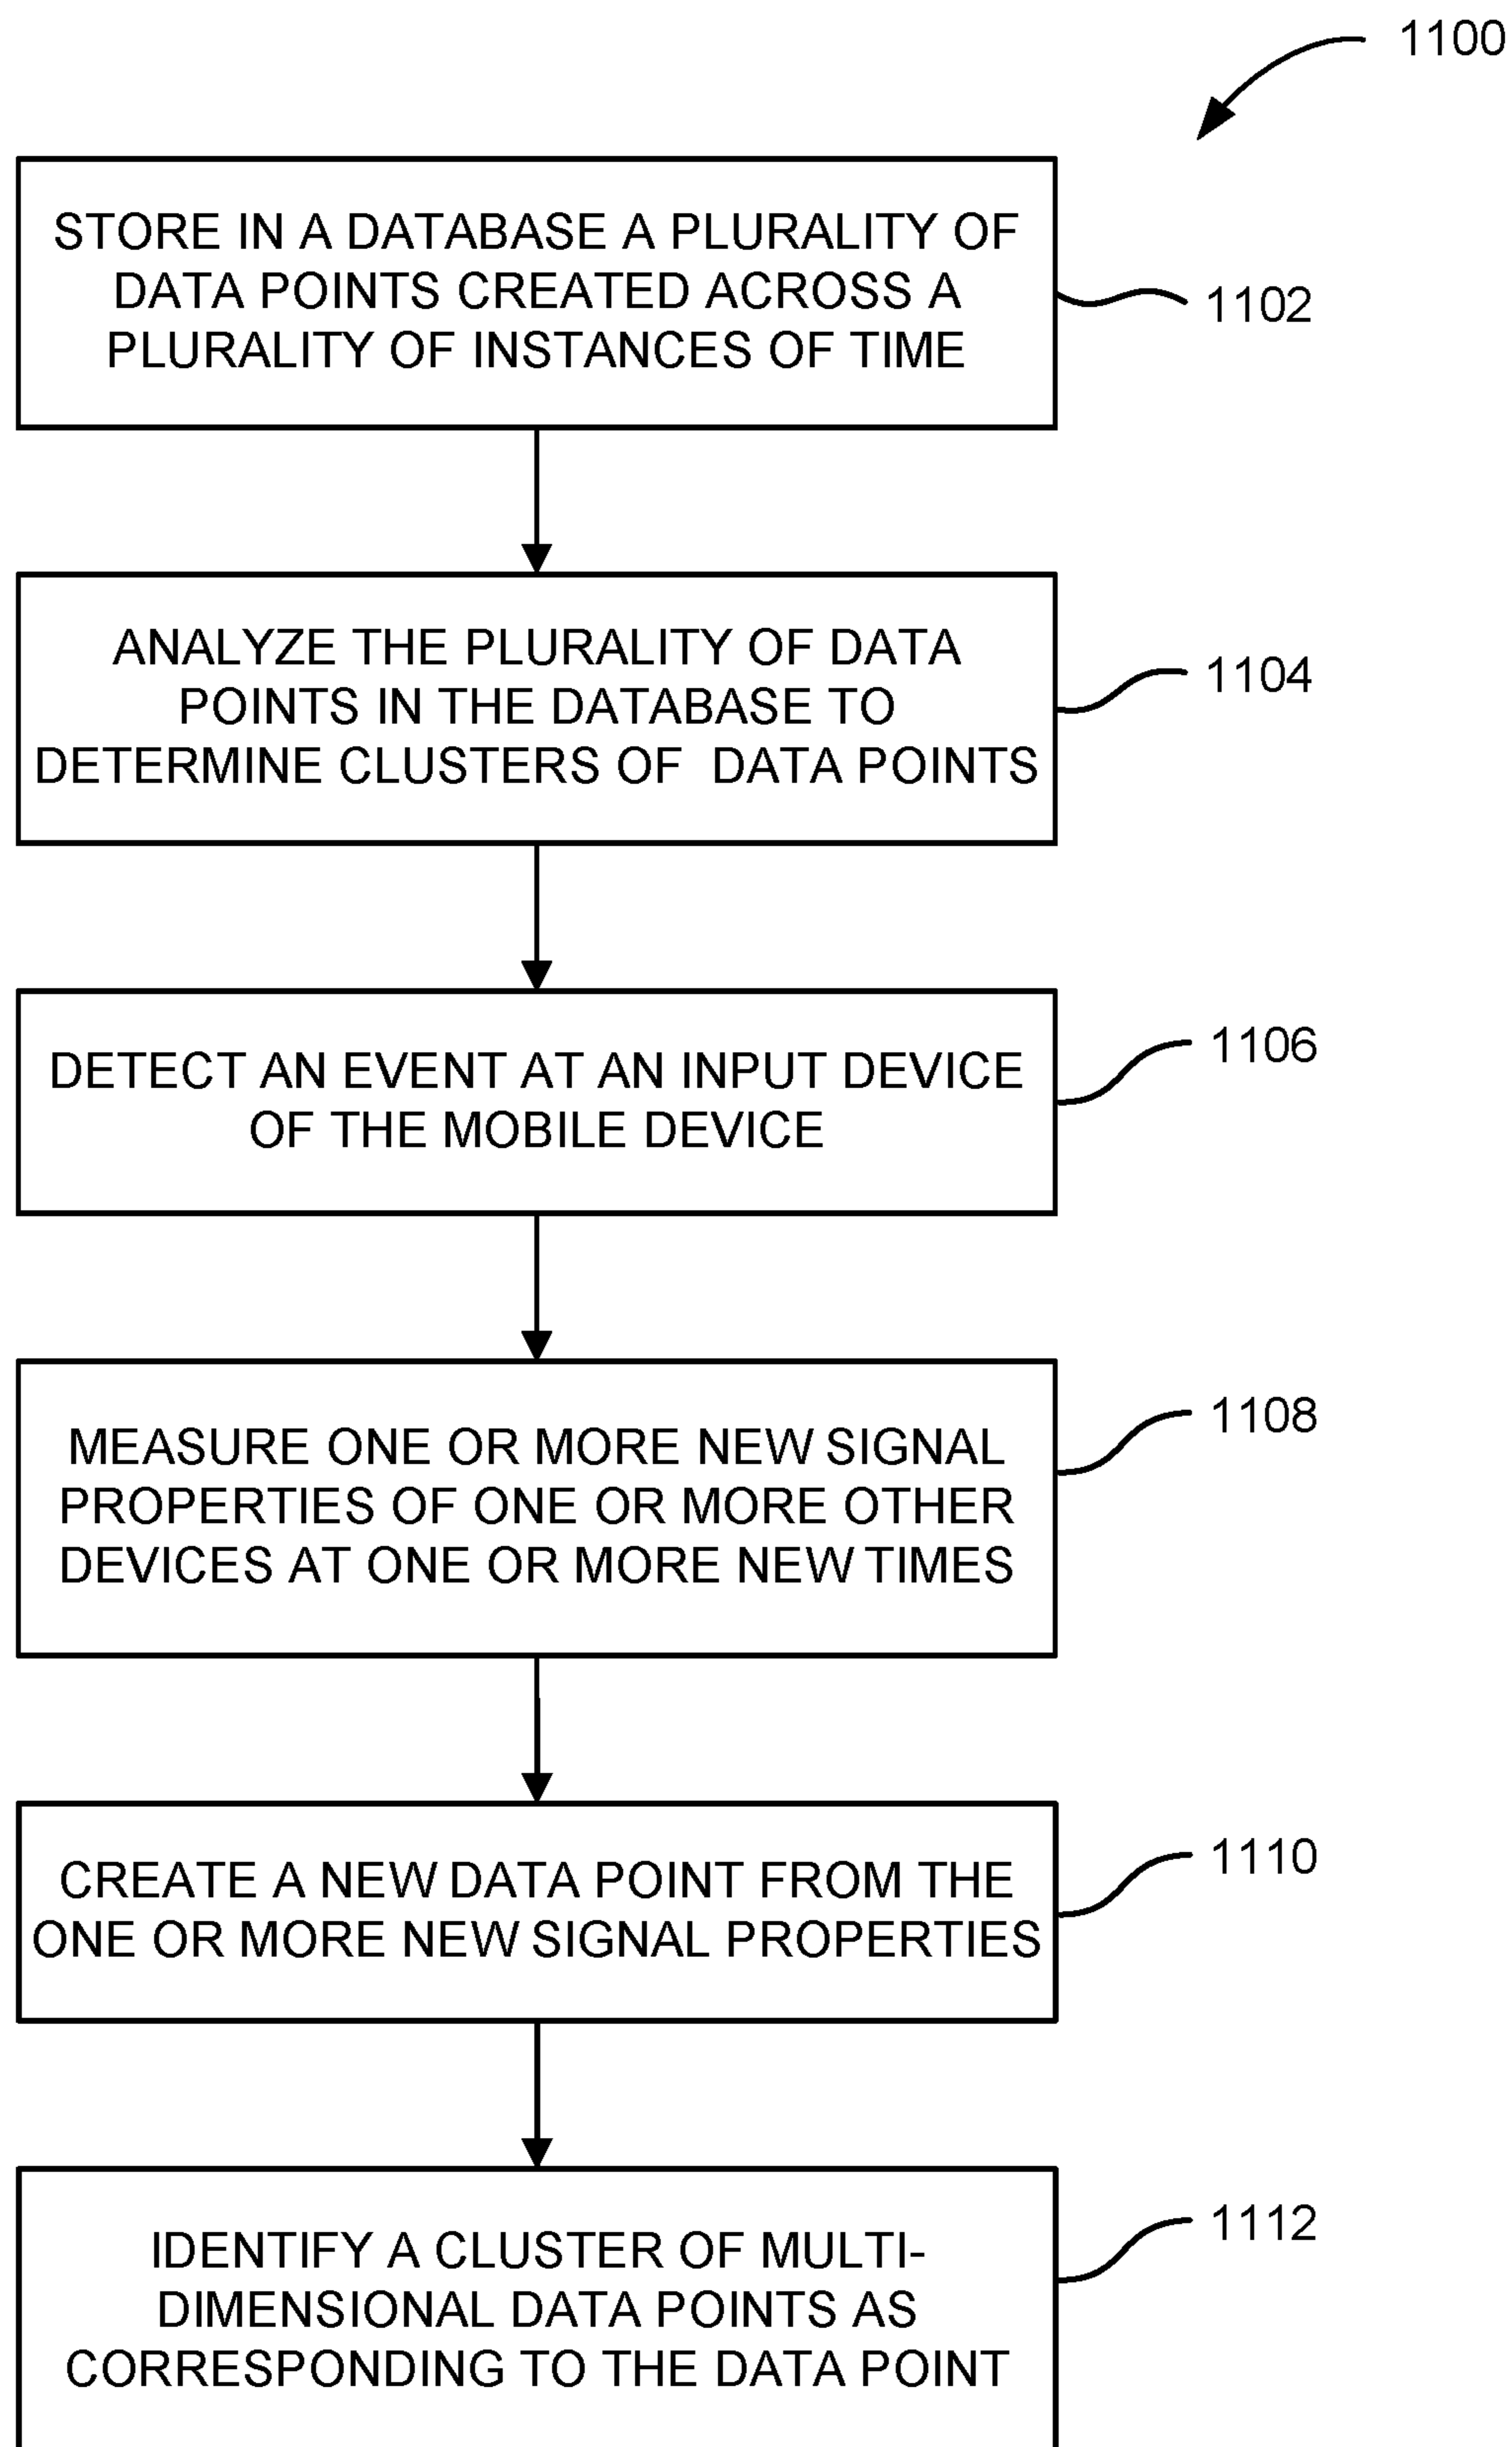 1100
STORE IN A DATABASE A PLURALITY OF
DATA POINTS CREATED ACROSS A
PLURALITY OF INSTANCES OF TIME
1102
ANALYZE THE PLURALITY OF DATA
POINTS IN THE DATABASE TO
DETERMINE CLUSTERS OF DATA POINTS
1104
DETECT AN EVENT AT AN INPUT DEVICE
OF THE MOBILE DEVICE
1106
MEASURE ONE OR MORE NEW SIGNAL
PROPERTIES OF ONE OR MORE OTHER
DEVICES AT ONE OR MORE NEW TIMES
1108
CREATE A NEW DATA POINT FROM THE
ONE OR MORE NEW SIGNAL PROPERTIES
1110
IDENTIFY A CLUSTER OF MULTI-
DIMENSIONAL DATA POINTS AS
CORRESPONDING TO THE DATA POINT
1112